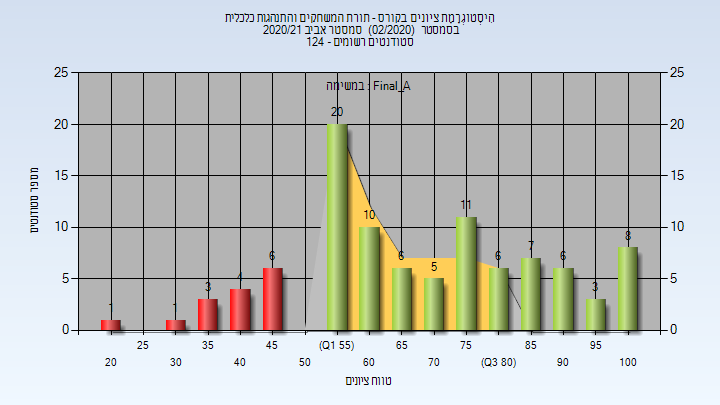 היסטוגרמת ציונים בקורס - תורת המשחקים והתנהגות כלכלית
בסמסטר (02/2020) סמסטר אביב 2020/21
סטודנטים רשומים - 124
במשימה : Final_A
25 25
20 20
15 15
10 10
5 5
0 0
מספר סטודנטים
1 1 3 4 6 20 10 6 5 11 6 7 6 3 8
25 35 45 (Q1 55) 65 75 85 95
20 30 40 50 60 70 (Q3 80) 90 100
טווח ציונים